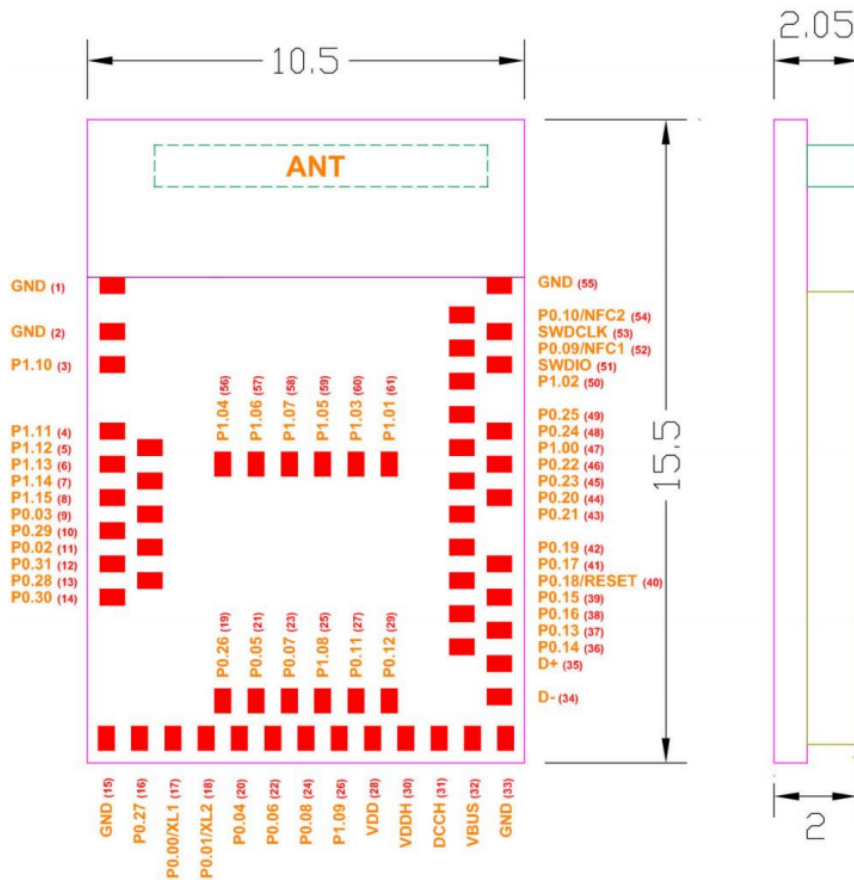 10.5
2.05
ANT
GND (1)
GND (2)
P1.10 (3)
P1.11 (4)
P1.12 (5)
P1.13 (6)
P1.14 (7)
P1.15 (8)
P0.03 (9)
P0.29 (10)
P0.02 (11)
P0.31 (12)
P0.28 (13)
P0.30 (14)
P1.04 (56)
P1.06 (57)
P1.07 (58)
P1.05 (59)
P1.03 (60)
P1.01 (61)
P0.26 (19)
P0.05 (21)
P0.07 (23)
P1.08 (25)
P0.11 (27)
P0.12 (29)
GND (55)
P0.10/NFC2 (54)
SWDCLK (53)
P0.09/NFC1 (52)
SWDIO (51)
P1.02 (50)
P0.25 (49)
P0.24 (48)
P1.00 (47)
P0.22 (46)
P0.23 (45)
P0.20 (44)
P0.21 (43)
P0.19 (42)
P0.17 (41)
P0.18/RESET (40)
P0.15 (39)
P0.16 (38)
P0.13 (37)
P0.14 (36)
D+ (35)
D- (34)
15.5
GND (15)
P0.27 (16)
P0.00/XL1 (17)
P0.01/XL2 (18)
P0.04 (20)
P0.06 (22)
P0.08 (24)
P1.09 (26)
VDD (28)
VDDH (30)
DCCH (31)
VBUS (32)
GND (33)
2